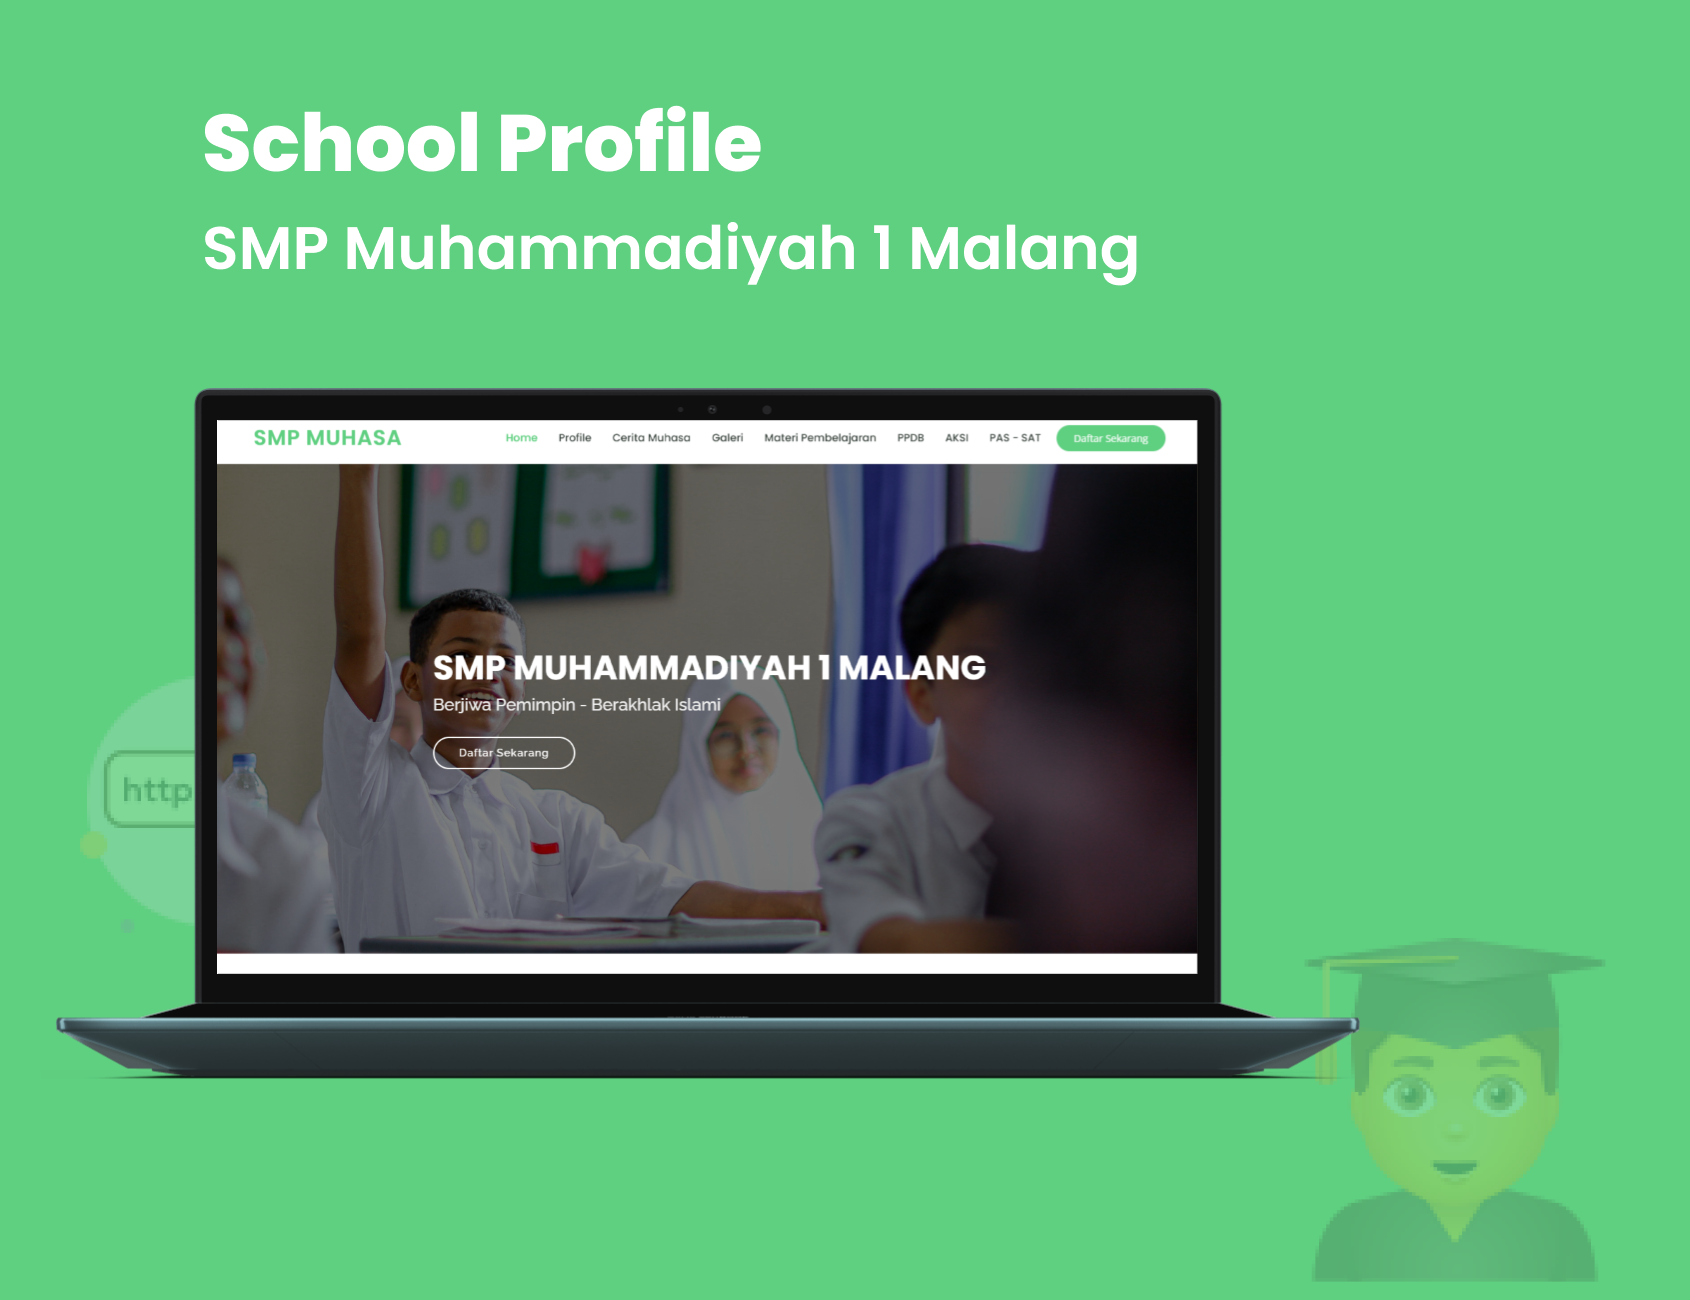 School Profile
SMP Muhammadiyah 1 Malang
SMP MUHASA
Home Profile Cerita Muhasa Galeri Materi Pembelajaran PPDB AKSI PAS - SAT Daftar Sekarang
SMP MUHAMMADIYAH 1 MALANG
Berjiwa Pemimpin - Berakhlak Islami
Daftar Sekarang
http